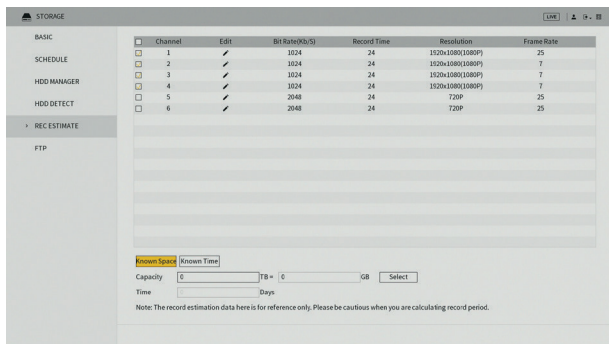 STORAGE
LIVE
BASIC
SCHEDULE
HDD MANAGER
HDD DETECT
REC ESTIMATE
FTP
Channel Edit Bit Rate(Kb/S) Record Time Resolution Frame Rate
1 1024 24 1920x1080(1080P) 25
2 1024 24 1920x1080(1080P) 7
3 1024 24 1920x1080(1080P) 7
4 1024 24 1920x1080(1080P) 7
5 2048 24 720P 25
6 2048 24 720P 25
Known Space Known Time
Capacity 0 TB = 0 GB Select
Time Days
Note: The record estimation data here is for reference only. Please be cautious when you are calculating record period.